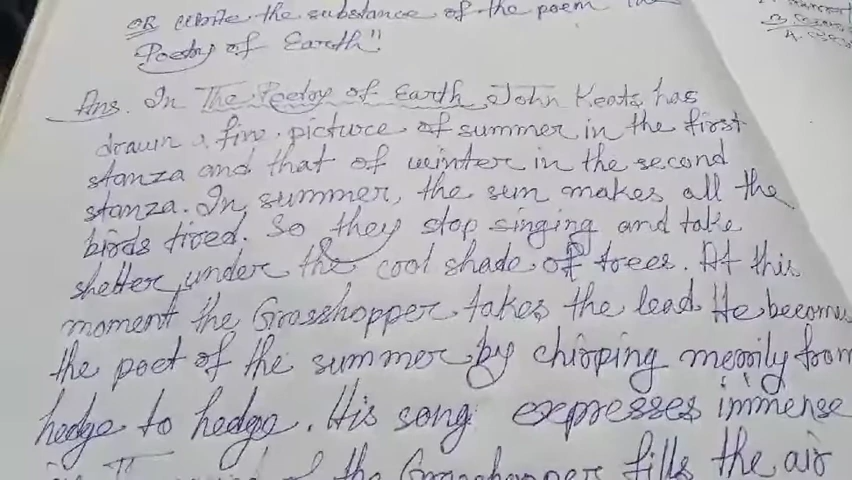 OR write the substance of the poem "The
Poetry of Earth"
Ans. In The Poetry of Earth, John Keats has
drawn a fine picture of summer in the first
stanza and that of winter in the second
stanza. In summer, the sun makes all the
birds tired. So they stop singing and take
shelter under the cool shade of trees. At this
moment the Grasshopper takes the lead He becomes
the poet of the summer by chirping merrily from
hedge to hedge. His song expresses immense
of the Grasshopper fills the air